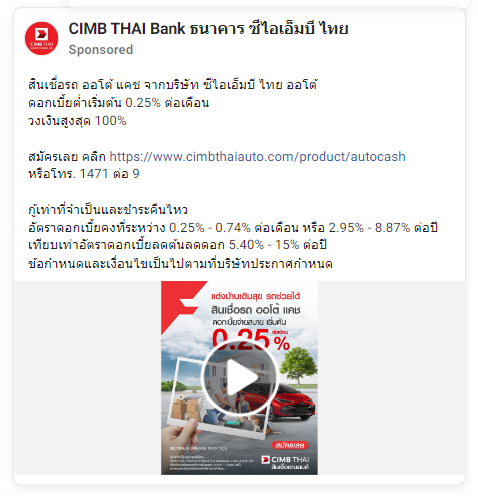 CIMB THAI Bank ธนาคาร ซีไอเอ็มบี ไทย
Sponsored
สินเชื่อรถ ออโต้ แคช จากบริษัท ซีไอเอ็มบี ไทย ออโต้
ดอกเบี้ยต่ำเริ่มต้น 0.25% ต่อเดือน
วงเงินสูงสุด 100%
สมัครเลย คลิก https://www.cimbthaiauto.com/product/autocash
หรือโทร. 1471 ต่อ 9
กู้เท่าที่จำเป็นและชำระคืนไหว
อัตราดอกเบี้ยคงที่ระหว่าง 0.25% - 0.74% ต่อเดือน หรือ 2.95% - 8.87% ต่อปี
เทียบเท่าอัตราดอกเบี้ยลดต้นลดดอก 5.40% - 15% ต่อปี
ข้อกำหนดและเงื่อนไขเป็นไปตามที่บริษัทประกาศกำหนด
แต่งบ้านเติมสุข รถช่วยได้
สินเชื่อรถ ออโต้ แคช
ดอกเบี้ยจ่ายสบาย เริ่มต้น
0.25% ต่อเดือน
สมัครเลย
CIMB THAI
สินเชื่อยานยนต์